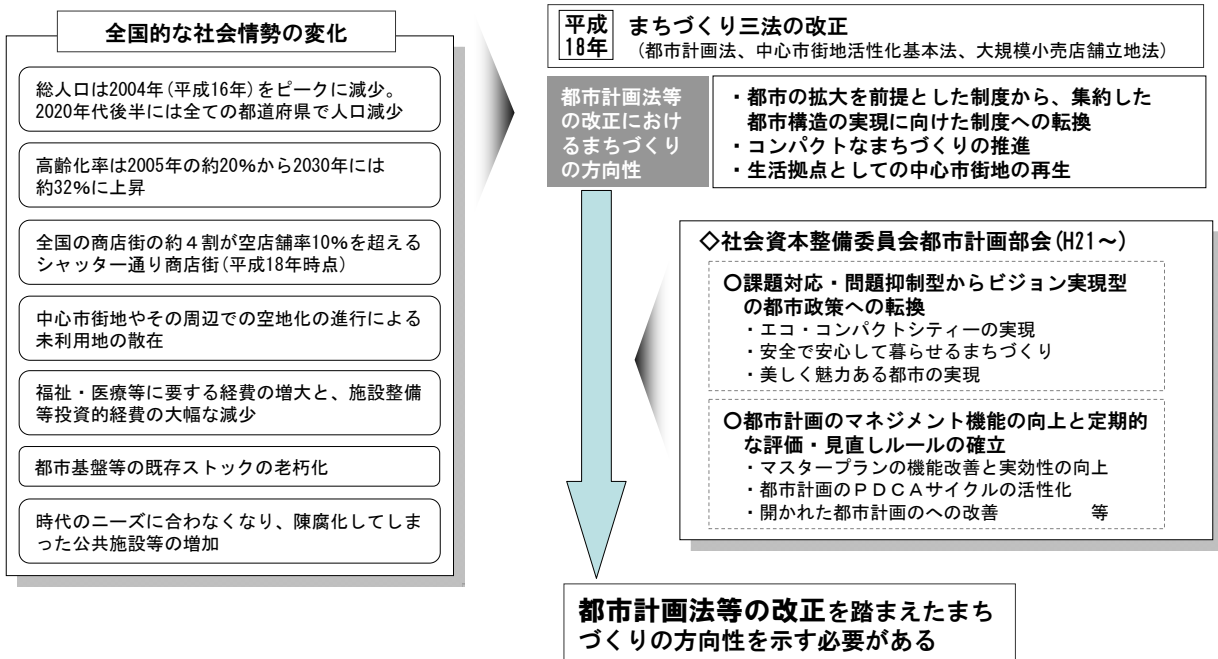 全国的な社会情勢の変化
総人口は2004年(平成16年)をピークに減少。
2020年代後半には全ての都道府県で人口減少
高齢化率は2005年の約20%から2030年には
約32%に上昇
全国の商店街の約４割が空店舗率10%を超える
シャッター通り商店街(平成18年時点)
中心市街地やその周辺での空地化の進行による
未利用地の散在
福祉・医療等に要する経費の増大と、施設整備
等投資的経費の大幅な減少
都市基盤等の既存ストックの老朽化
時代のニーズに合わなくなり、陳腐化してしま
った公共施設等の増加
平成
18年
まちづくり三法の改正
（都市計画法、中心市街地活性化基本法、大規模小売店舗立地法）
都市計画法等
の改正におけ
るまちづくり
の方向性
・都市の拡大を前提とした制度から、集約した
都市構造の実現に向けた制度への転換
・コンパクトなまちづくりの推進
・生活拠点としての中心市街地の再生
◇社会資本整備委員会都市計画部会(H21～)
○課題対応・問題抑制型からビジョン実現型
の都市政策への転換
・エコ・コンパクトシティーの実現
・安全で安心して暮らせるまちづくり
・美しく魅力ある都市の実現
○都市計画のマネジメント機能の向上と定期的
な評価・見直しルールの確立
・マスタープランの機能改善と実効性の向上
・都市計画のＰＤＣＡサイクルの活性化
・開かれた都市計画のへの改善　　　　等
都市計画法等の改正を踏まえたまち
づくりの方向性を示す必要がある